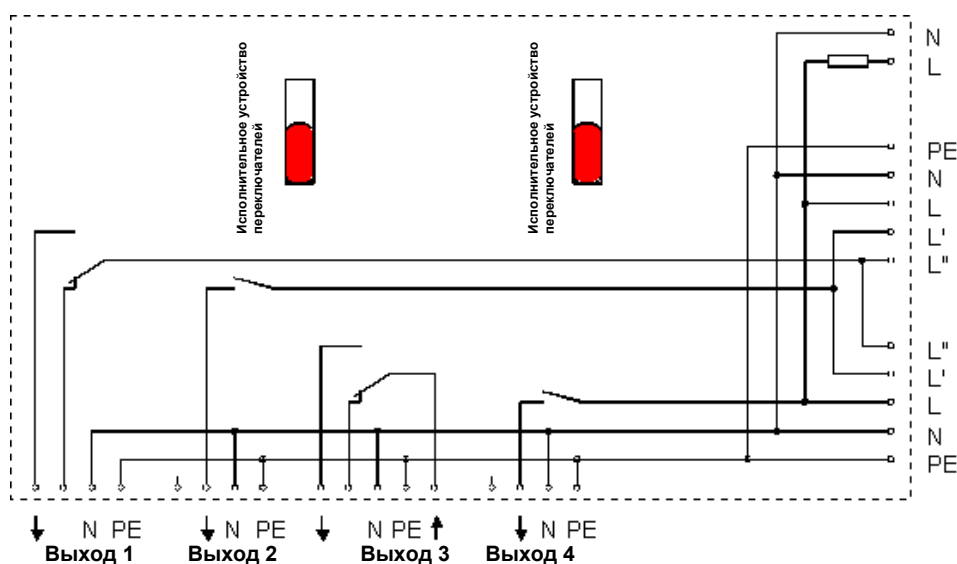 Исполнительное устройство
переключателей
Исполнительное устройство
переключателей
N
L
PE
N
L
L'
L"
L"
L'
L
N
PE
N PE
N PE
N PE
N PE
Выход 1
Выход 2
Выход 3
Выход 4